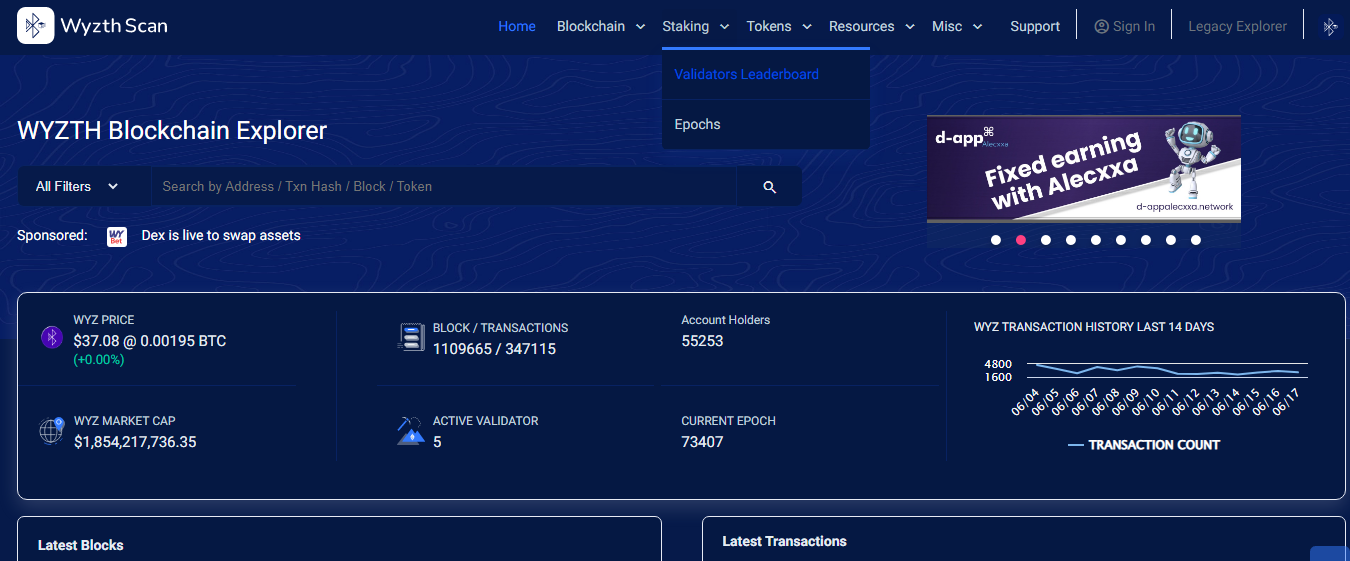 Wyzth Scan
Home Blockchain Staking Tokens Resources Misc Support Sign In Legacy Explorer
Validators Leaderboard
Epochs
WYZTH Blockchain Explorer
All Filters Search by Address / Txn Hash / Block / Token
Sponsored: WY Bet Dex is live to swap assets
d-app⌘
Alecxxa
Fixed earning
with Alecxxa
d-appalecxxa.network
WYZ PRICE
$37.08 @ 0.00195 BTC
(+0.00%)
BLOCK / TRANSACTIONS
1109665 / 347115
Account Holders
55253
WYZ MARKET CAP
$1,854,217,736.35
ACTIVE VALIDATOR
5
CURRENT EPOCH
73407
WYZ TRANSACTION HISTORY LAST 14 DAYS
4800
1600
06/04 06/05 06/06 06/07 06/08 06/09 06/10 06/11 06/12 06/13 06/14 06/15 06/16 06/17
TRANSACTION COUNT
Latest Blocks
Latest Transactions